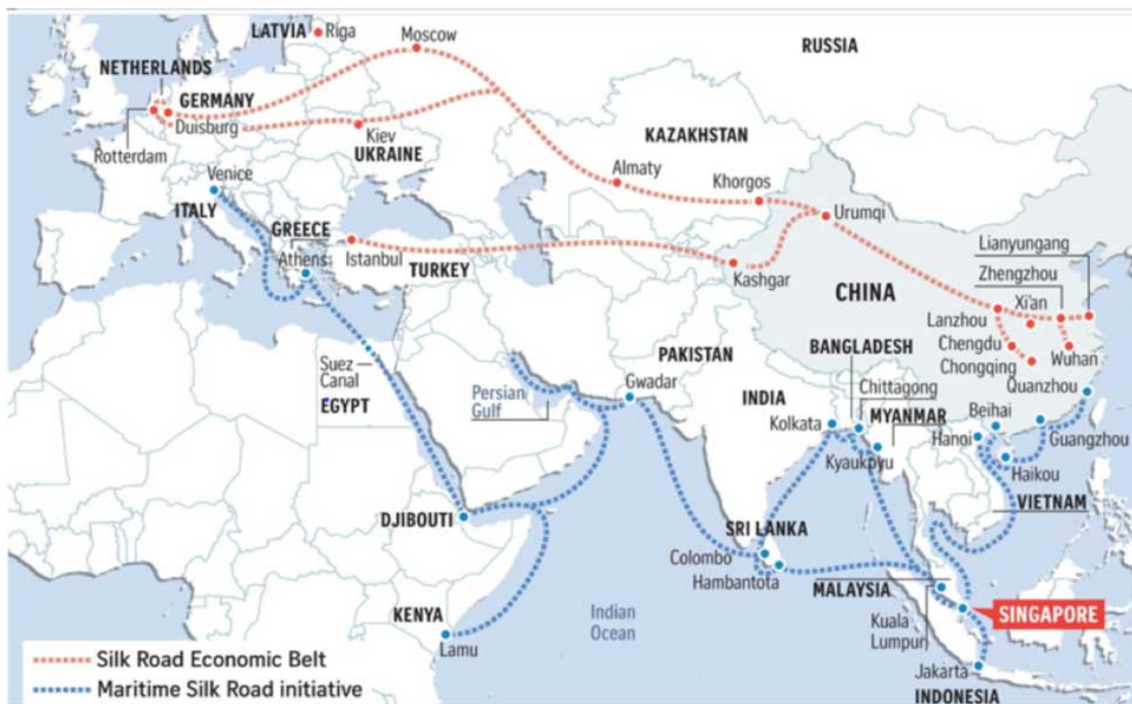 LATVIA
Riga
Moscow
RUSSIA
NETHERLANDS
GERMANY
Duisburg
Rotterdam
Kiev
UKRAINE
KAZAKHSTAN
Venice
Almaty
Khorgos
ITALY
Urumqi
GREECE
Athens
Istanbul
TURKEY
Kashgar
Lianyungang
Zhengzhou
CHINA
Xi'an
Lanzhou
Chengdu
Wuhan
Chongqing
PAKISTAN
BANGLADESH
Suez
Canal
EGYPT
Persian
Gulf
Gwadar
INDIA
Chittagong
Quanzhou
Kolkata
MYANMAR
Beihai
Hanoi
Guangzhou
Kyaukpyu
Haikou
VIETNAM
DJIBOUTI
SRI LANKA
Colombo
Hambantota
MALAYSIA
KENYA
Indian
Ocean
Kuala
Lumpur
SINGAPORE
Lamu
Jakarta
INDONESIA
Silk Road Economic Belt
Maritime Silk Road initiative